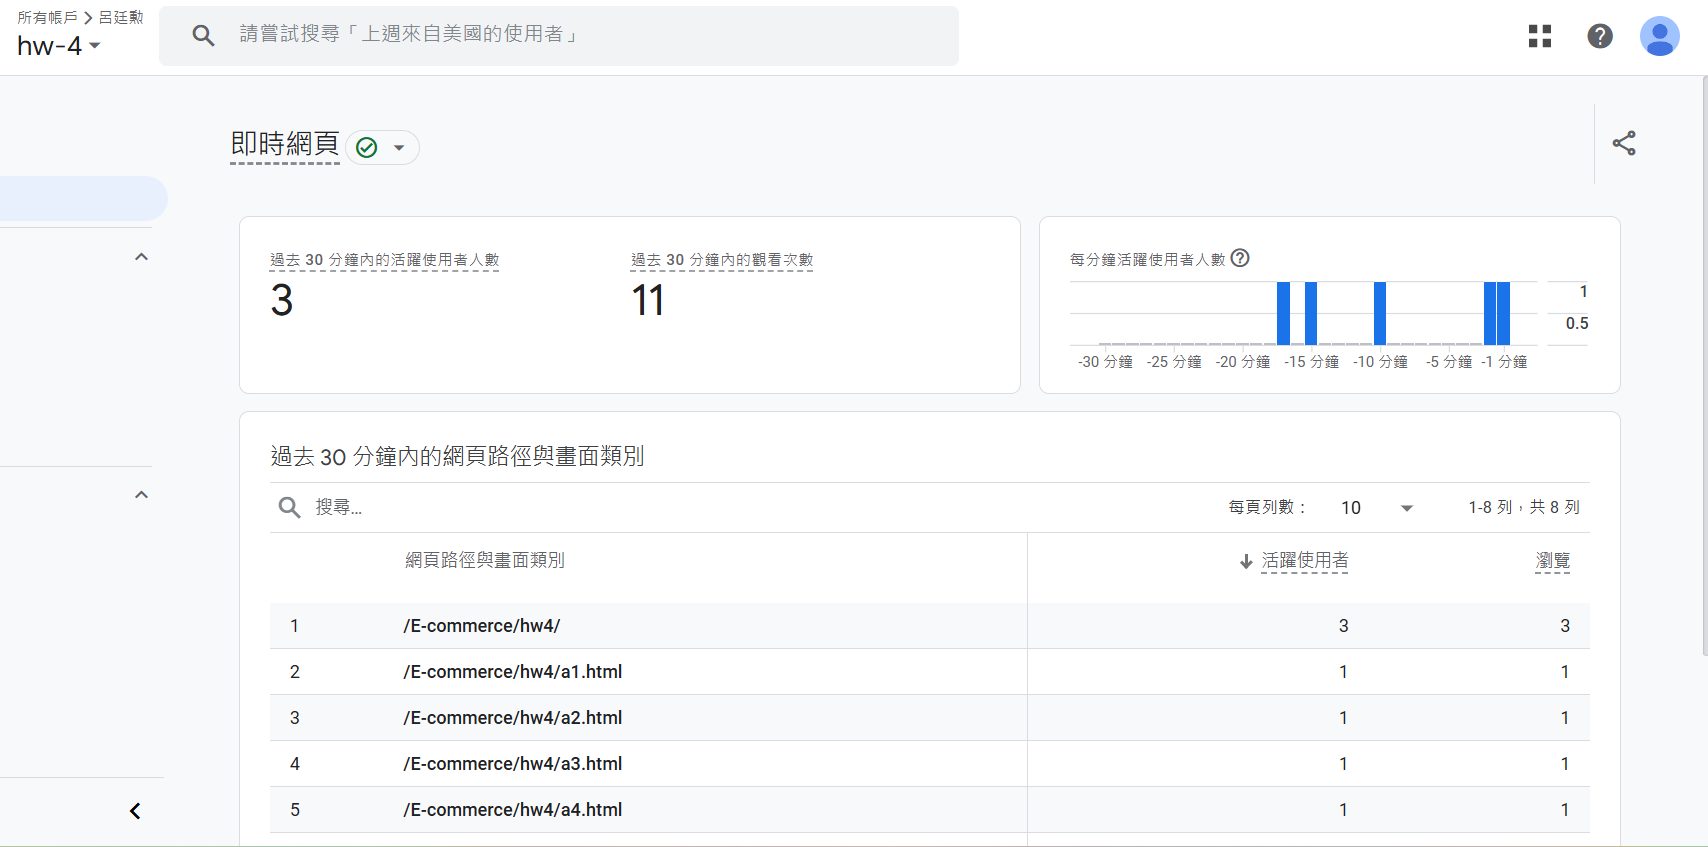 所有帳戶 > 呂廷勳
hw-4
請嘗試搜尋「上週來自美國的使用者」
即時網頁
過去 30 分鐘內的活躍使用者人數
3
過去 30 分鐘內的觀看次數
11
每分鐘活躍使用者人數
1
0.5
-30 分鐘 -25 分鐘 -20 分鐘 -15 分鐘 -10 分鐘 -5 分鐘 -1 分鐘
過去 30 分鐘內的網頁路徑與畫面類別
搜尋... 每頁列數： 10 1-8 列，共 8 列
網頁路徑與畫面類別 活躍使用者 瀏覽
1 /E-commerce/hw4/ 3 3
2 /E-commerce/hw4/a1.html 1 1
3 /E-commerce/hw4/a2.html 1 1
4 /E-commerce/hw4/a3.html 1 1
5 /E-commerce/hw4/a4.html 1 1